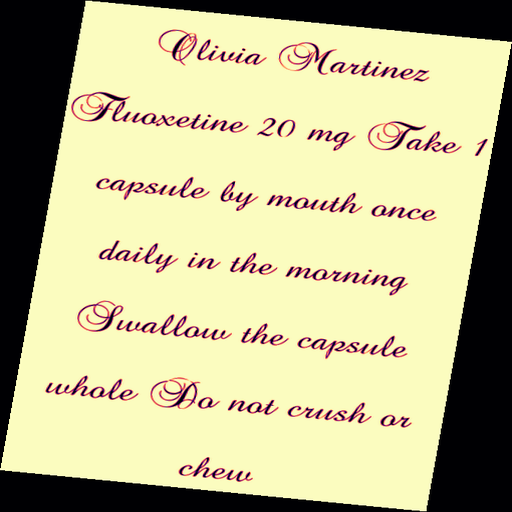 Olivia Martinez
Fluoxetine 20 mg Take 1
capsule by mouth once
daily in the morning
Swallow the capsule
whole Do not crush or
chew